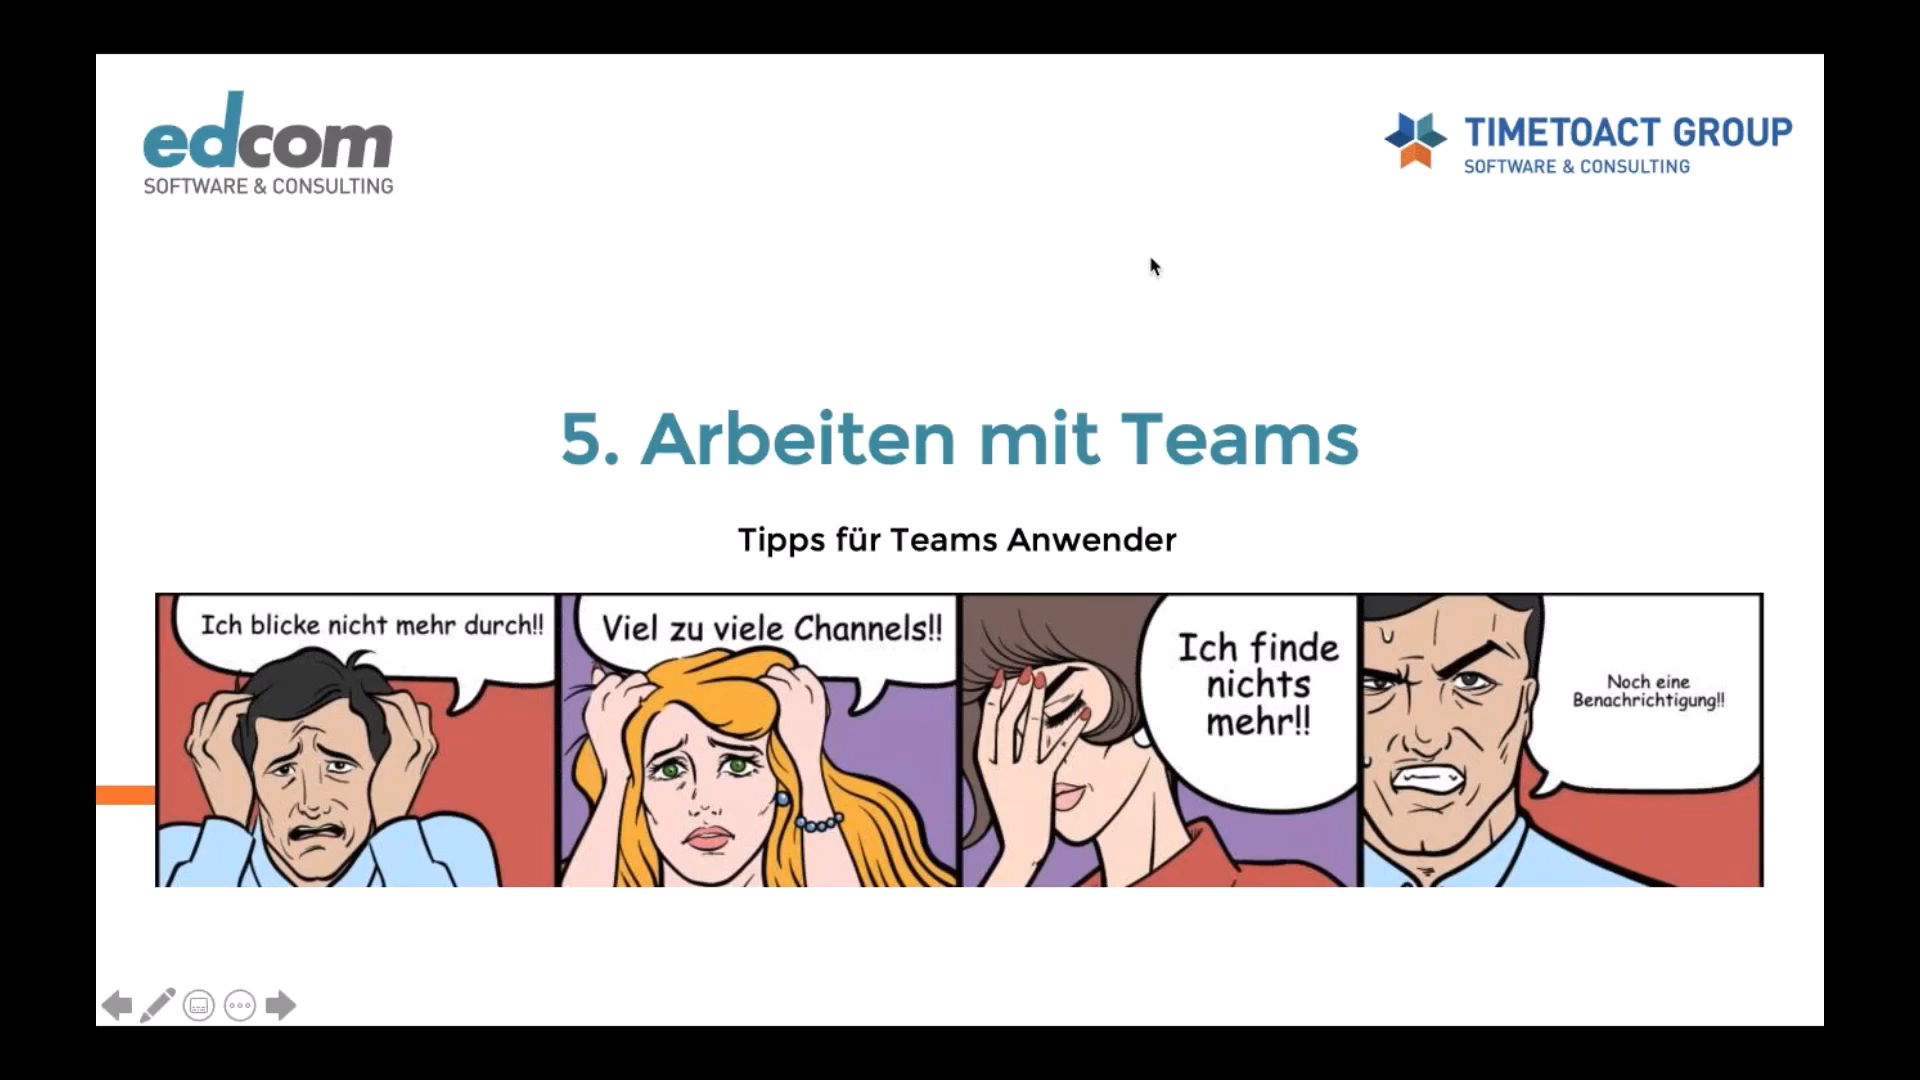 edcom
SOFTWARE & CONSULTING
TIMETOACT GROUP
SOFTWARE & CONSULTING
5. Arbeiten mit Teams
Tipps für Teams Anwender
Ich blicke nicht mehr durch!!
Viel zu viele Channels!!
Ich finde
nichts
mehr!!
Noch eine
Benachrichtigung!!